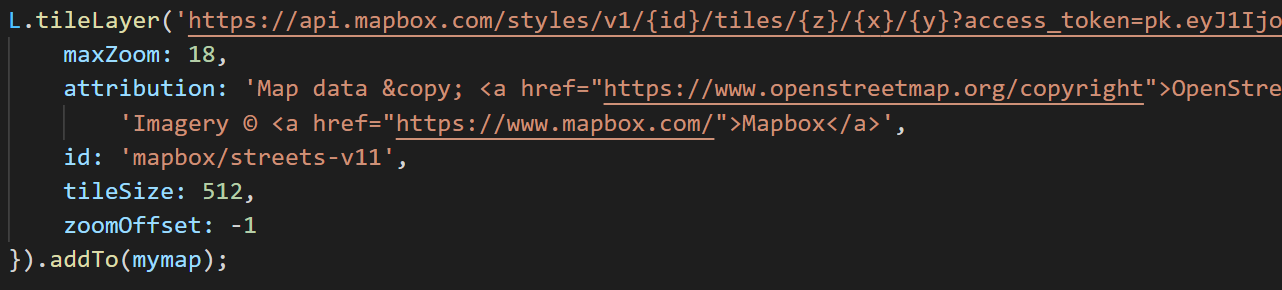 L.tileLayer('https://api.mapbox.com/styles/v1/{id}/tiles/{z}/{x}/{y}?access_token=pk.eyJ1Ijo
maxZoom: 18,
attribution: 'Map data &copy; <a href="https://www.openstreetmap.org/copyright">OpenStre
'Imagery © <a href="https://www.mapbox.com/">Mapbox</a>',
id: 'mapbox/streets-v11',
tileSize: 512,
zoomOffset: -1
}).addTo(mymap);